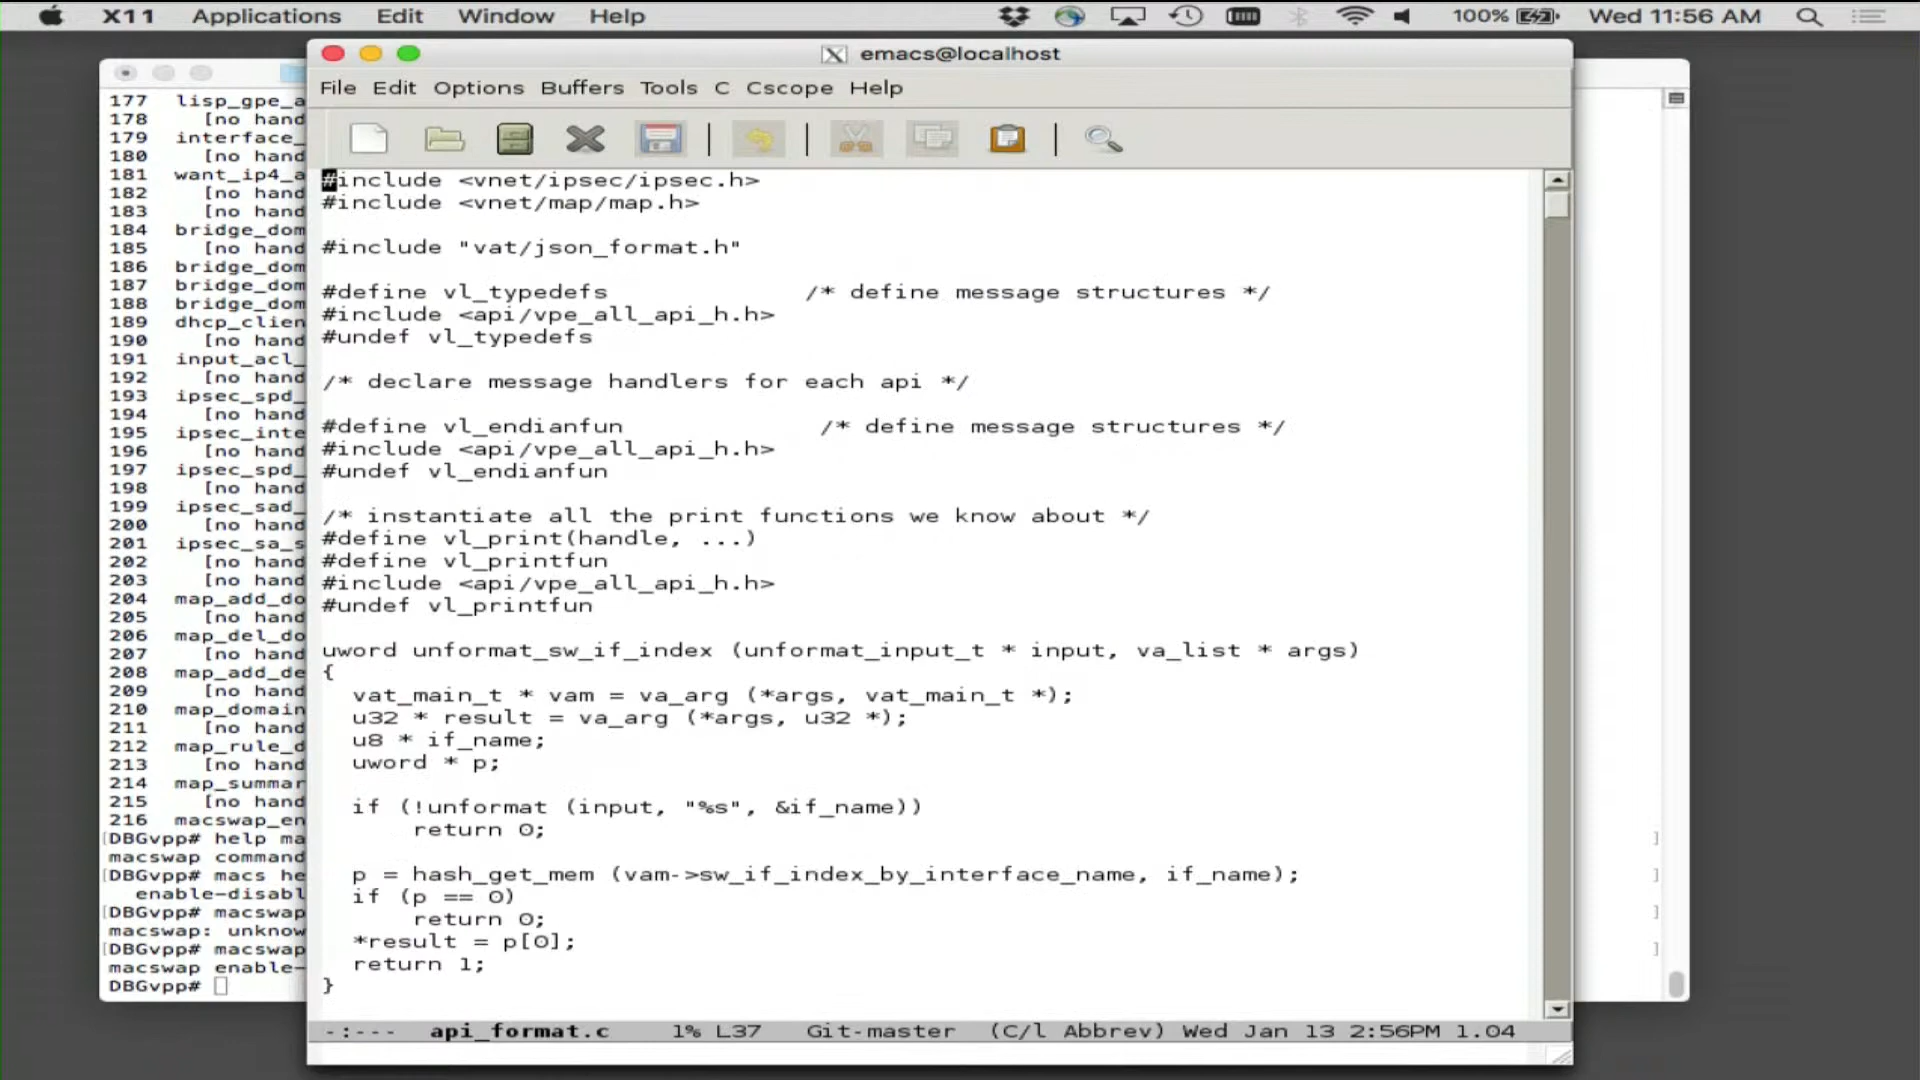 X11 Applications Edit Window Help 100% Wed 11:56 AM
emacs@localhost
File Edit Options Buffers Tools C Cscope Help
177 lisp_gpe_a
178 [no hand
179 interface_
180 [no hand
181 want_ip4_a
182 [no hand
183 [no hand
184 bridge_dom
185 [no hand
186 bridge_dom
187 bridge_dom
188 bridge_dom
189 dhcp_clien
190 [no hand
191 input_acl_
192 [no hand
193 ipsec_spd_
194 [no hand
195 ipsec_inte
196 [no hand
197 ipsec_spd_
198 [no hand
199 ipsec_sad_
200 [no hand
201 ipsec_sa_s
202 [no hand
203 [no hand
204 map_add_do
205 [no hand
206 map_del_do
207 [no hand
208 map_add_de
209 [no hand
210 map_domain
211 [no hand
212 map_rule_d
213 [no hand
214 map_summar
215 [no hand
216 macswap_en
[DBGvpp# help ma ]
macswap command
[DBGvpp# macs he ]
enable-disabl
[DBGvpp# macswap ]
macswap: unknow
[DBGvpp# macswap ]
macswap enable-
DBGvpp#
#include <vnet/ipsec/ipsec.h>
#include <vnet/map/map.h>
#include "vat/json_format.h"
#define vl_typedefs /* define message structures */
#include <api/vpe_all_api_h.h>
#undef vl_typedefs
/* declare message handlers for each api */
#define vl_endianfun /* define message structures */
#include <api/vpe_all_api_h.h>
#undef vl_endianfun
/* instantiate all the print functions we know about */
#define vl_print(handle, ...)
#define vl_printfun
#include <api/vpe_all_api_h.h>
#undef vl_printfun
uword unformat_sw_if_index (unformat_input_t * input, va_list * args)
{
vat_main_t * vam = va_arg (*args, vat_main_t *);
u32 * result = va_arg (*args, u32 *);
u8 * if_name;
uword * p;
if (!unformat (input, "%s", &if_name))
return 0;
p = hash_get_mem (vam->sw_if_index_by_interface_name, if_name);
if (p == 0)
return 0;
*result = p[0];
return 1;
}
-:--- api_format.c 1% L37 Git-master (C/l Abbrev) Wed Jan 13 2:56PM 1.04